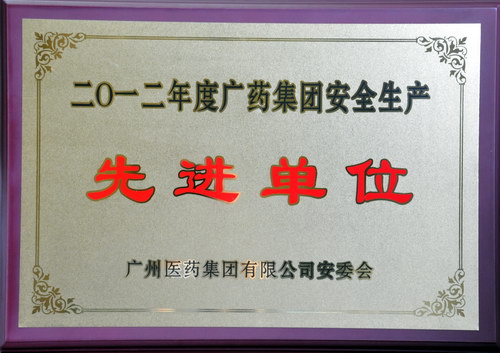 二〇一二年度广药集团安全生产
先进单位
广州医药集团有限公司安委会